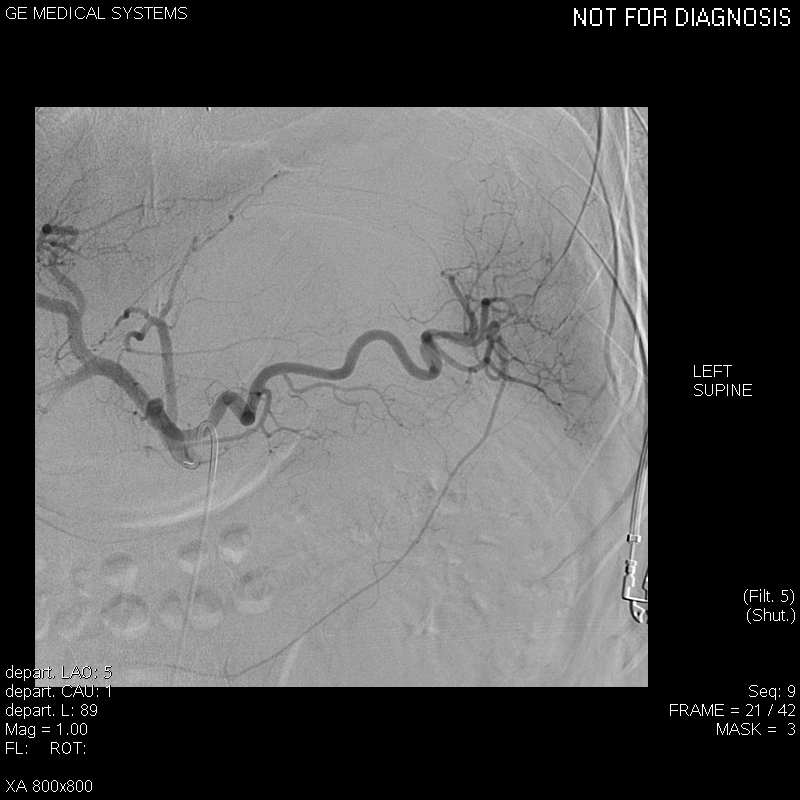 GE MEDICAL SYSTEMS
NOT FOR DIAGNOSIS
LEFT
SUPINE
(Filt. 5)
(Shut.)
depart. LAO: 5
depart. CAU: 1
depart. L: 89
Mag = 1.00
FL: ROT:
Seq: 9
FRAME = 21 / 42
MASK = 3
XA 800x800